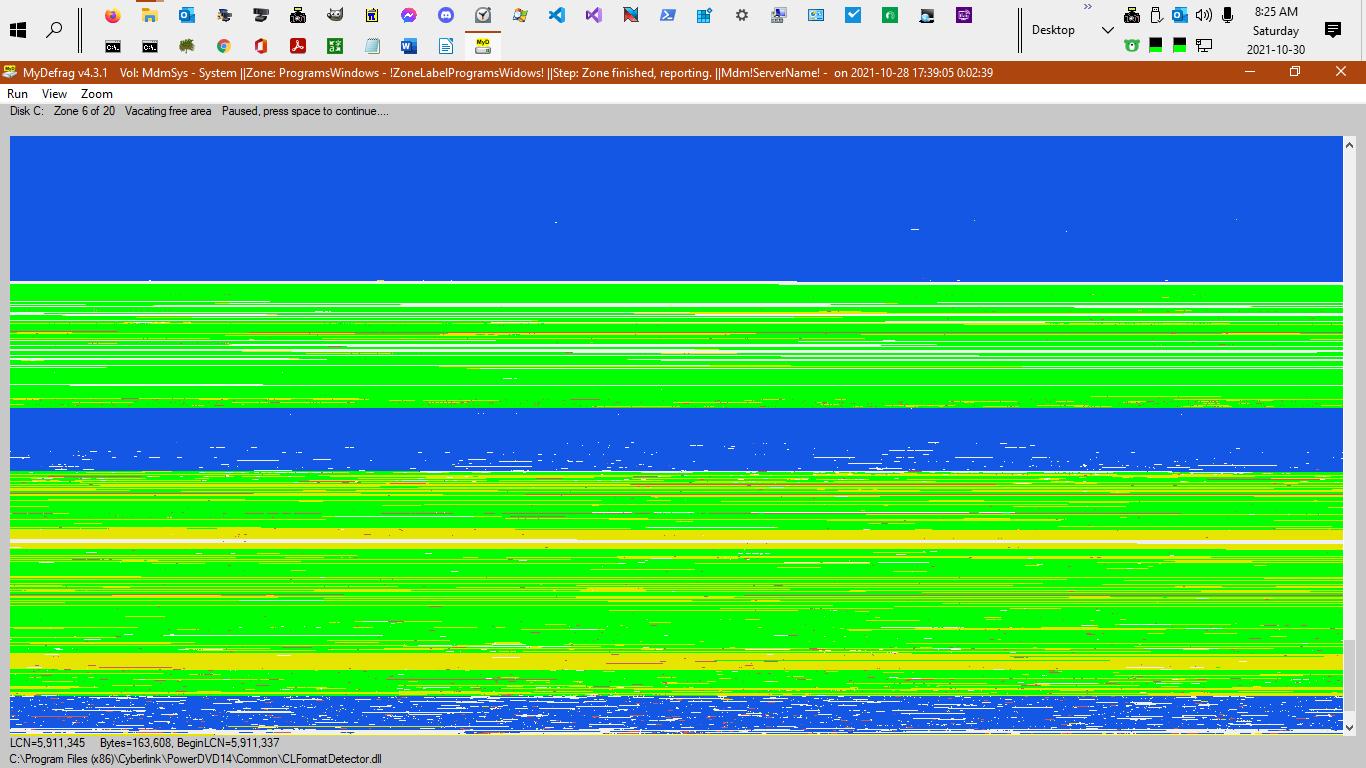 8:25 AM
Desktop
Saturday
2021-10-30
MyD
MyDefrag v4.3.1 Vol: MdmSys - System ||Zone: ProgramsWindows - !ZoneLabelProgramsWidows! ||Step: Zone finished, reporting. ||Mdm!ServerName! - on 2021-10-28 17:39:05 0:02:39
Run View Zoom
Disk C: Zone 6 of 20 Vacating free area Paused, press space to continue....
LCN=5,911,345 Bytes=163,608, BeginLCN=5,911,337
C:\Program Files (x86)\Cyberlink\PowerDVD14\Common\CLFormatDetector.dll